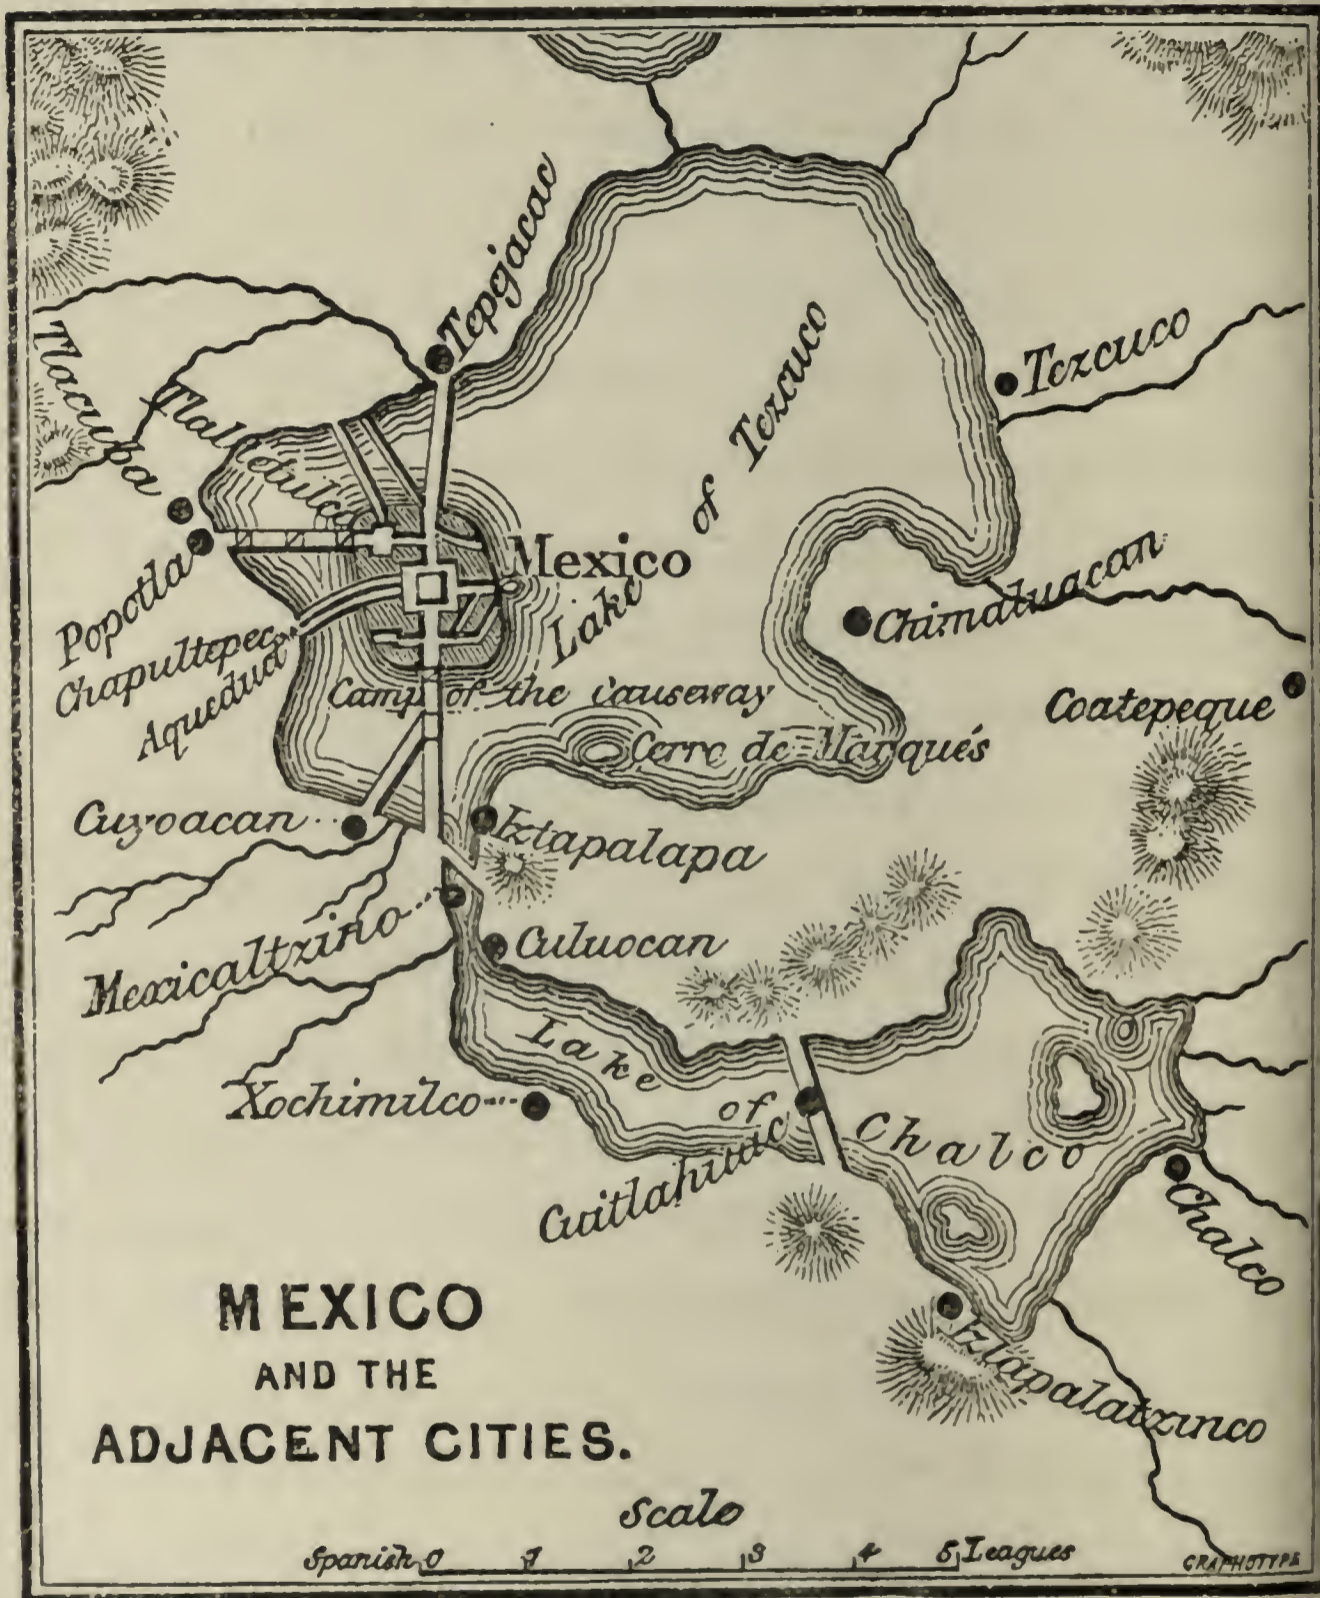 Tepejacac
Tlacupa
Tlaltedulco
Tezcuco
Lake of Tezcuco
Mexico
Popotla
Chapultepec
Aqueduct
Chimaluacan
Coatepeque
Camp of the Causeway
Cerro de Marqués
Cuyoacan
Iztapalapa
Mexicaltzino
Culuocan
Xochimilco
Lake of Chalco
Cuitlahuac
Chalco
Iztapalatzinco
MEXICO
AND THE
ADJACENT CITIES.
Scale
Spanish 0 1 2 3 4 5 Leagues
GRAPHOTYPE